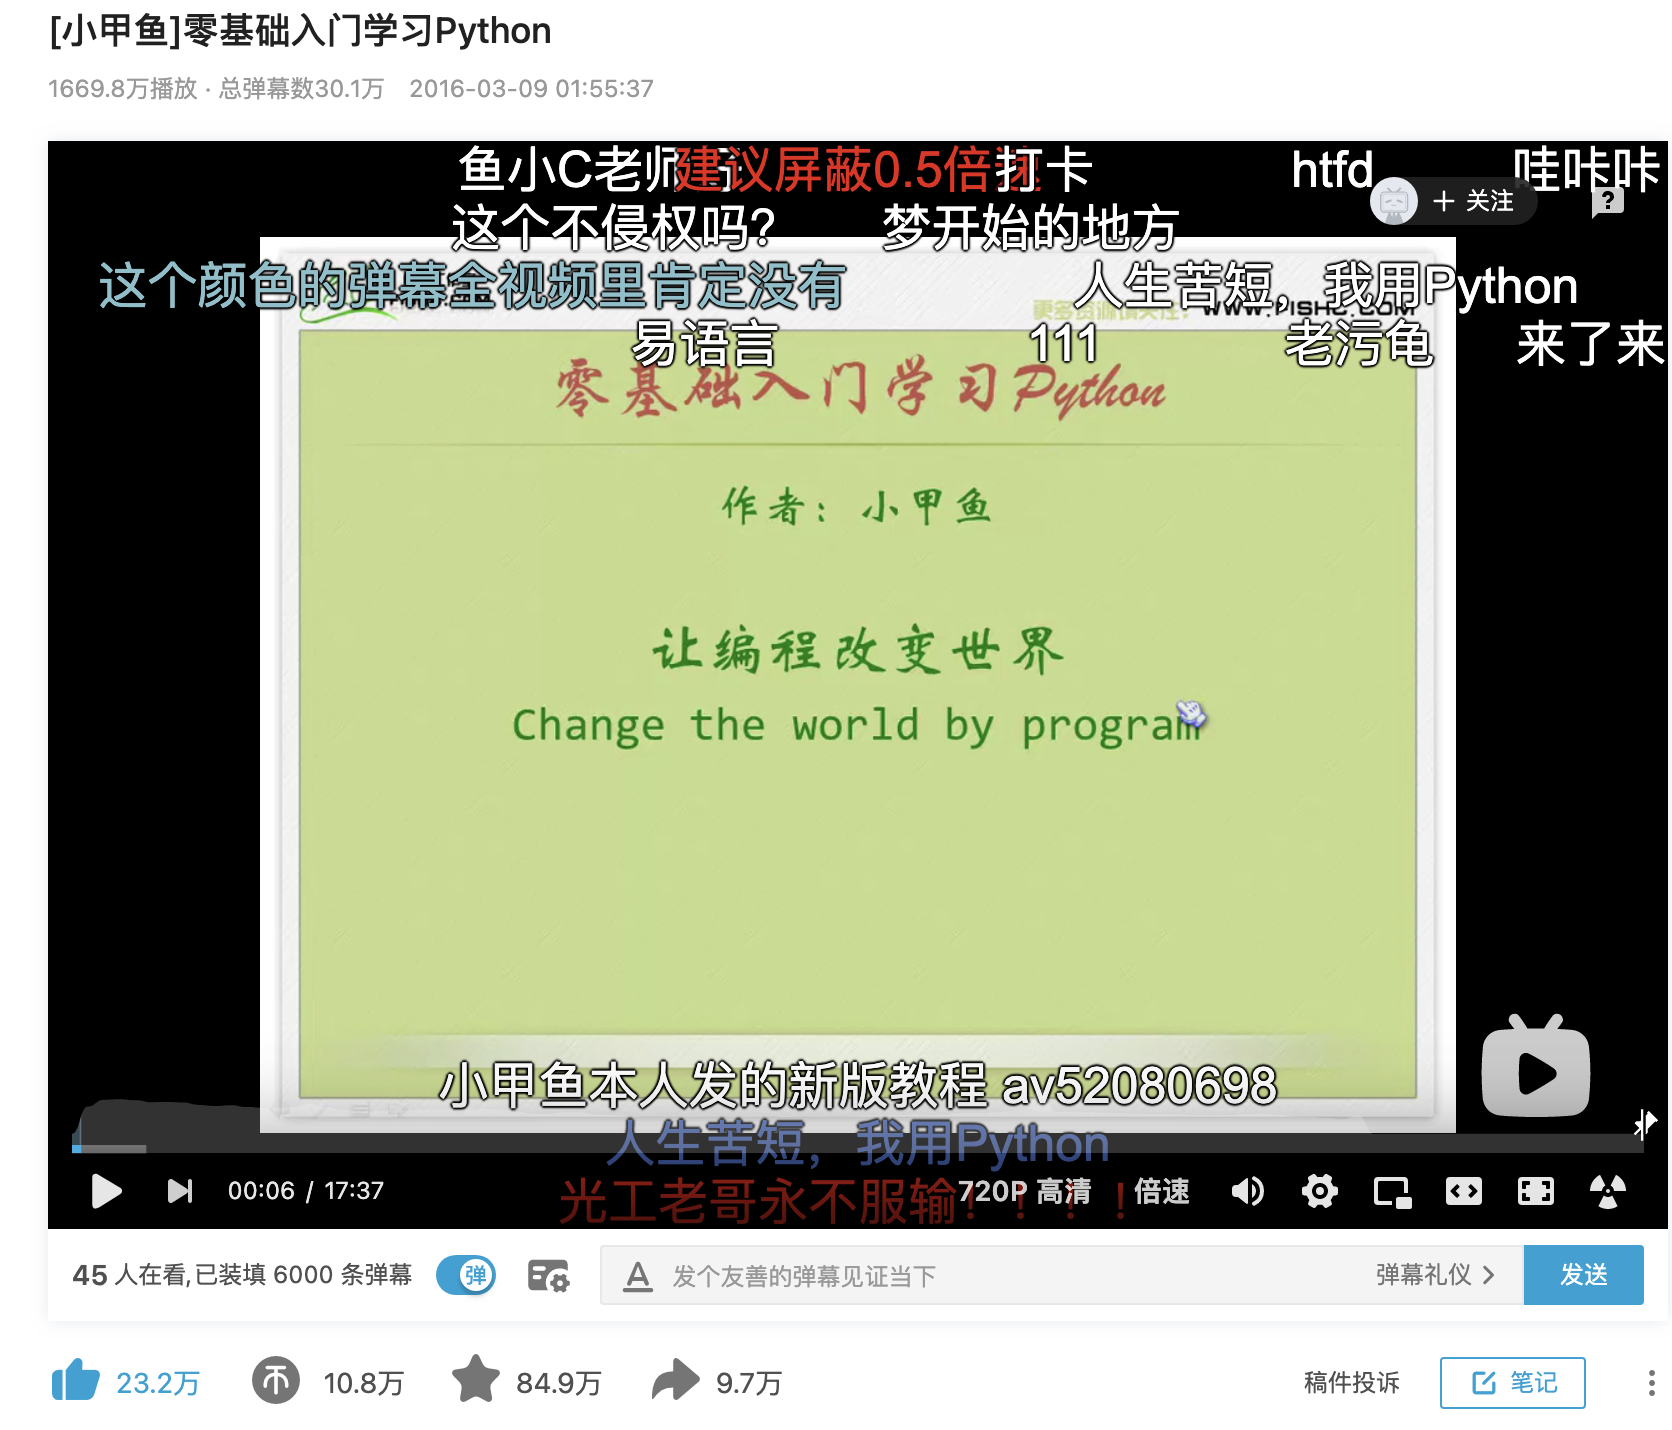 [小甲鱼]零基础入门学习Python
1669.8万播放 · 总弹幕数30.1万 2016-03-09 01:55:37
鱼小C老师好
建议屏蔽0.5倍速
打卡
htfd
哇咔咔
+ 关注
这个不侵权吗？
梦开始的地方
这个颜色的弹幕全视频里肯定没有
人生苦短，我用Python
更多资源请关注：WWW.FISHC.COM
易语言
111
老污龟
来了来
零基础入门学习Python
作者：小甲鱼
让编程改变世界
Change the world by program
小甲鱼本人发的新版教程 av52080698
人生苦短，我用Python
光工老哥永不服输！！！！
00:06 / 17:37
720P 高清
倍速
45 人在看,已装填 6000 条弹幕
弹
A
发个友善的弹幕见证当下
弹幕礼仪
发送
23.2万
10.8万
84.9万
9.7万
稿件投诉
笔记